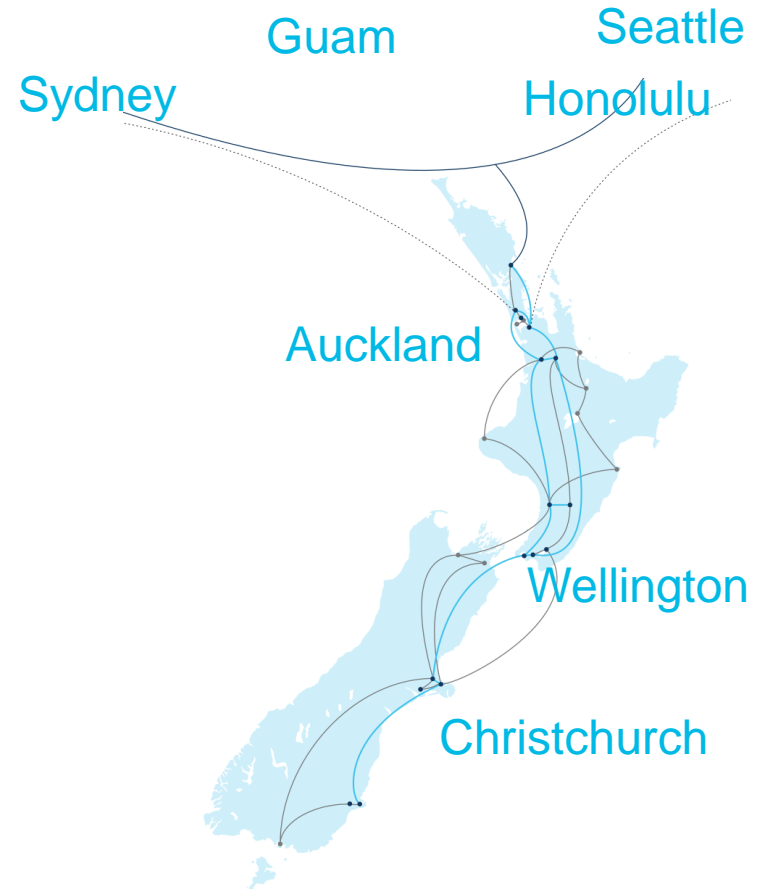 Guam
Seattle
Sydney
Honolulu
Auckland
Wellington
Christchurch